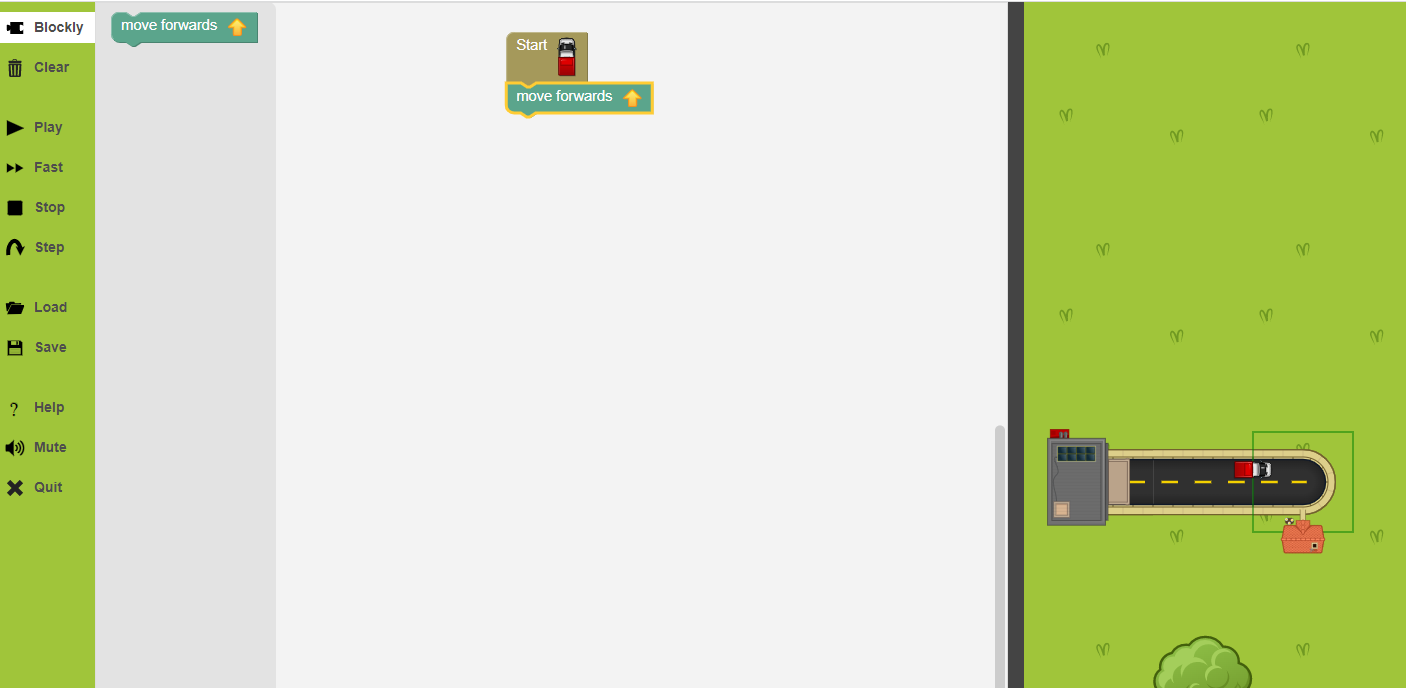 Blockly
Clear
Play
Fast
Stop
Step
Load
Save
? Help
Mute
Quit
move forwards
Start
move forwards